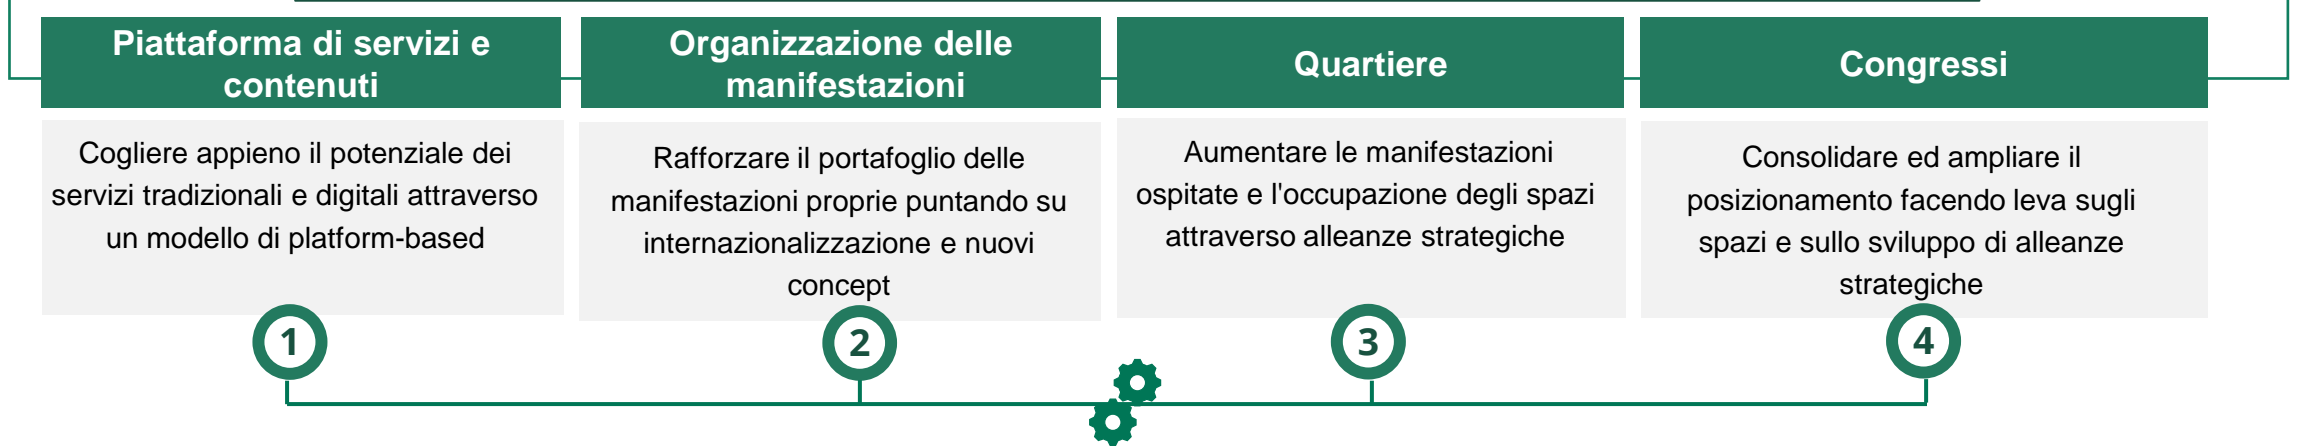 Piattaforma di servizi e
contenuti
Cogliere appieno il potenziale dei
servizi tradizionali e digitali attraverso
un modello di platform-based
1
Organizzazione delle
manifestazioni
Rafforzare il portafoglio delle
manifestazioni proprie puntando su
internazionalizzazione e nuovi
concept
2
Quartiere
Aumentare le manifestazioni
ospitate e l'occupazione degli spazi
attraverso alleanze strategiche
3
Congressi
Consolidare ed ampliare il
posizionamento facendo leva sugli
spazi e sullo sviluppo di alleanze
strategiche
4